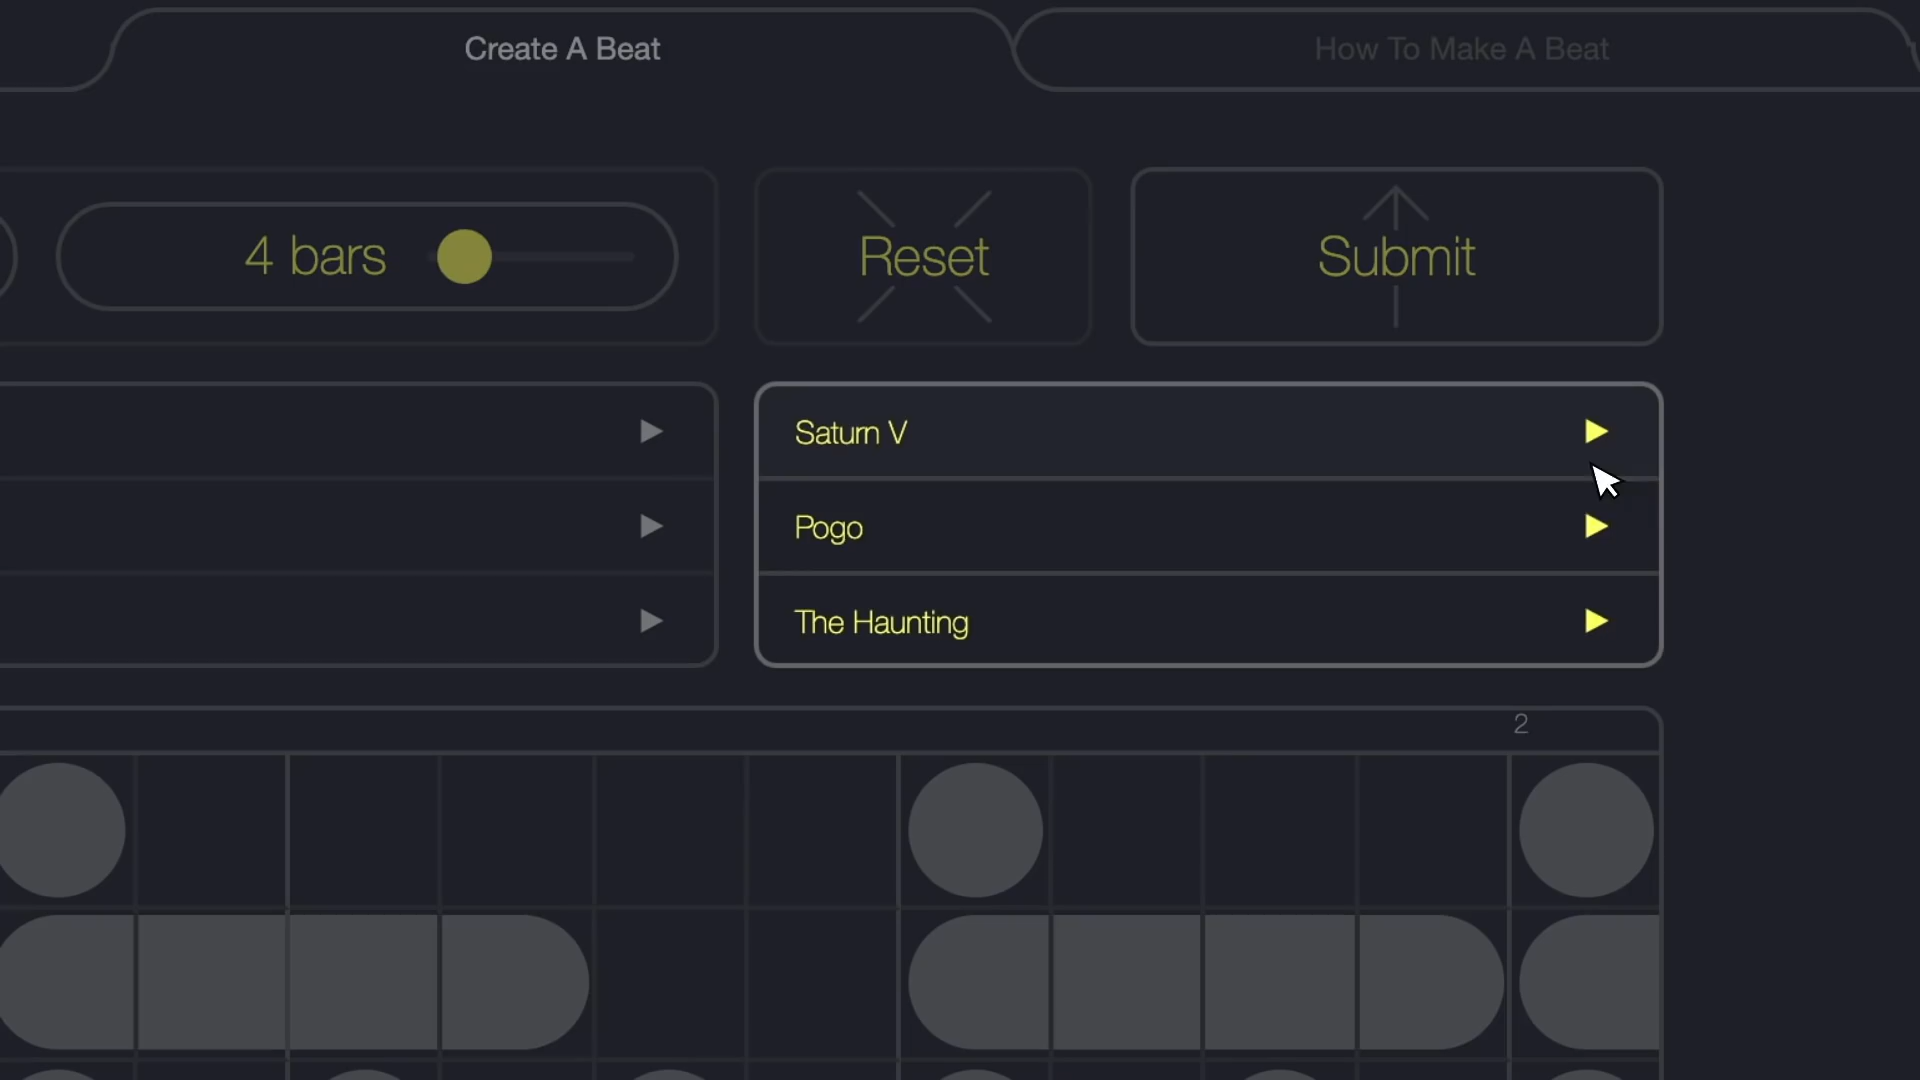 Create A Beat
How To Make A Beat
4 bars
Reset
Submit
Saturn V
Pogo
The Haunting
2